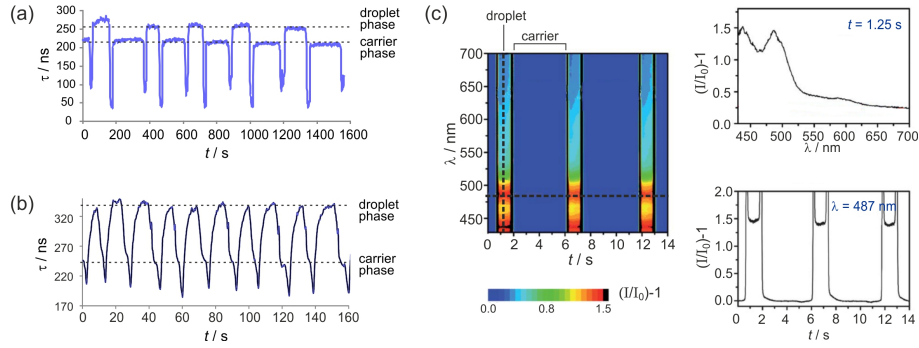 (a)
300
250
200
150
100
50
0
τ / ns
0 200 400 600 800 1000 1200 1400 1600
t / s
droplet
phase
carrier
phase
(b)
320
270
220
170
τ / ns
0 20 40 60 80 100 120 140 160
t / s
droplet
phase
carrier
phase
(c)
droplet
carrier
700
650
600
550
500
450
λ / nm
0 2 4 6 8 10 12 14
t / s
0.0 0.8 1.5
(I/I₀)-1
t = 1.25 s
2.0
1.5
1.0
0.5
0.0
(I/I₀)-1
450 500 550 600 650 700
λ / nm
λ = 487 nm
2.0
1.5
1.0
0.5
0.0
(I/I₀)-1
0 2 4 6 8 10 12 14
t / s